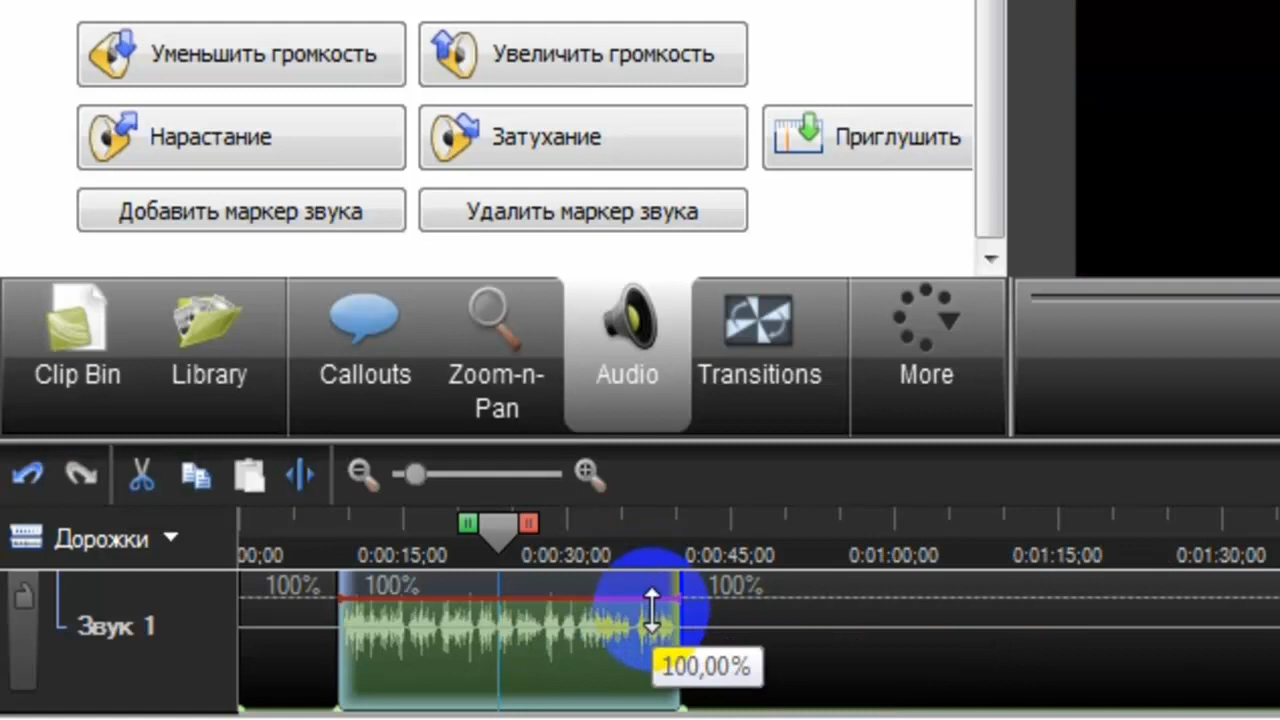 Уменьшить громкость
Увеличить громкость
Нарастание
Затухание
Приглушить
Добавить маркер звука
Удалить маркер звука
Clip Bin
Library
Callouts
Zoom-n-
Pan
Audio
Transitions
More
Дорожки
00;00
0:00:15;00
0:00:30;00
0:00:45;00
0:01:00;00
0:01:15;00
0:01:30;00
100%
100%
100%
Звук 1
100,00%